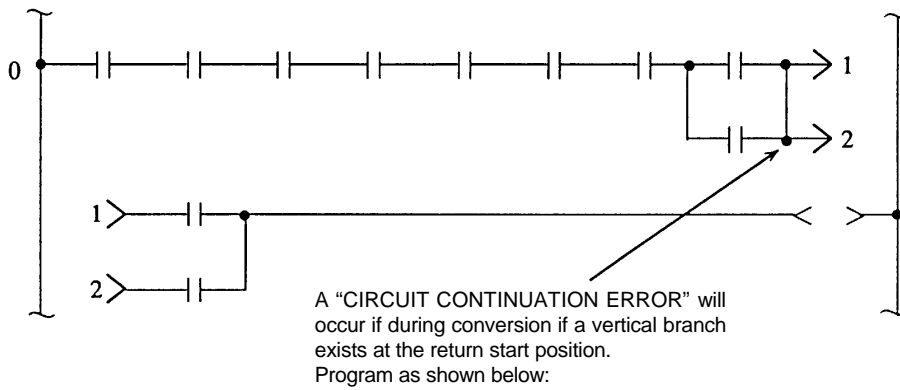 0
1
2
1
2
A “CIRCUIT CONTINUATION ERROR” will
occur if during conversion if a vertical branch
exists at the return start position.
Program as shown below: